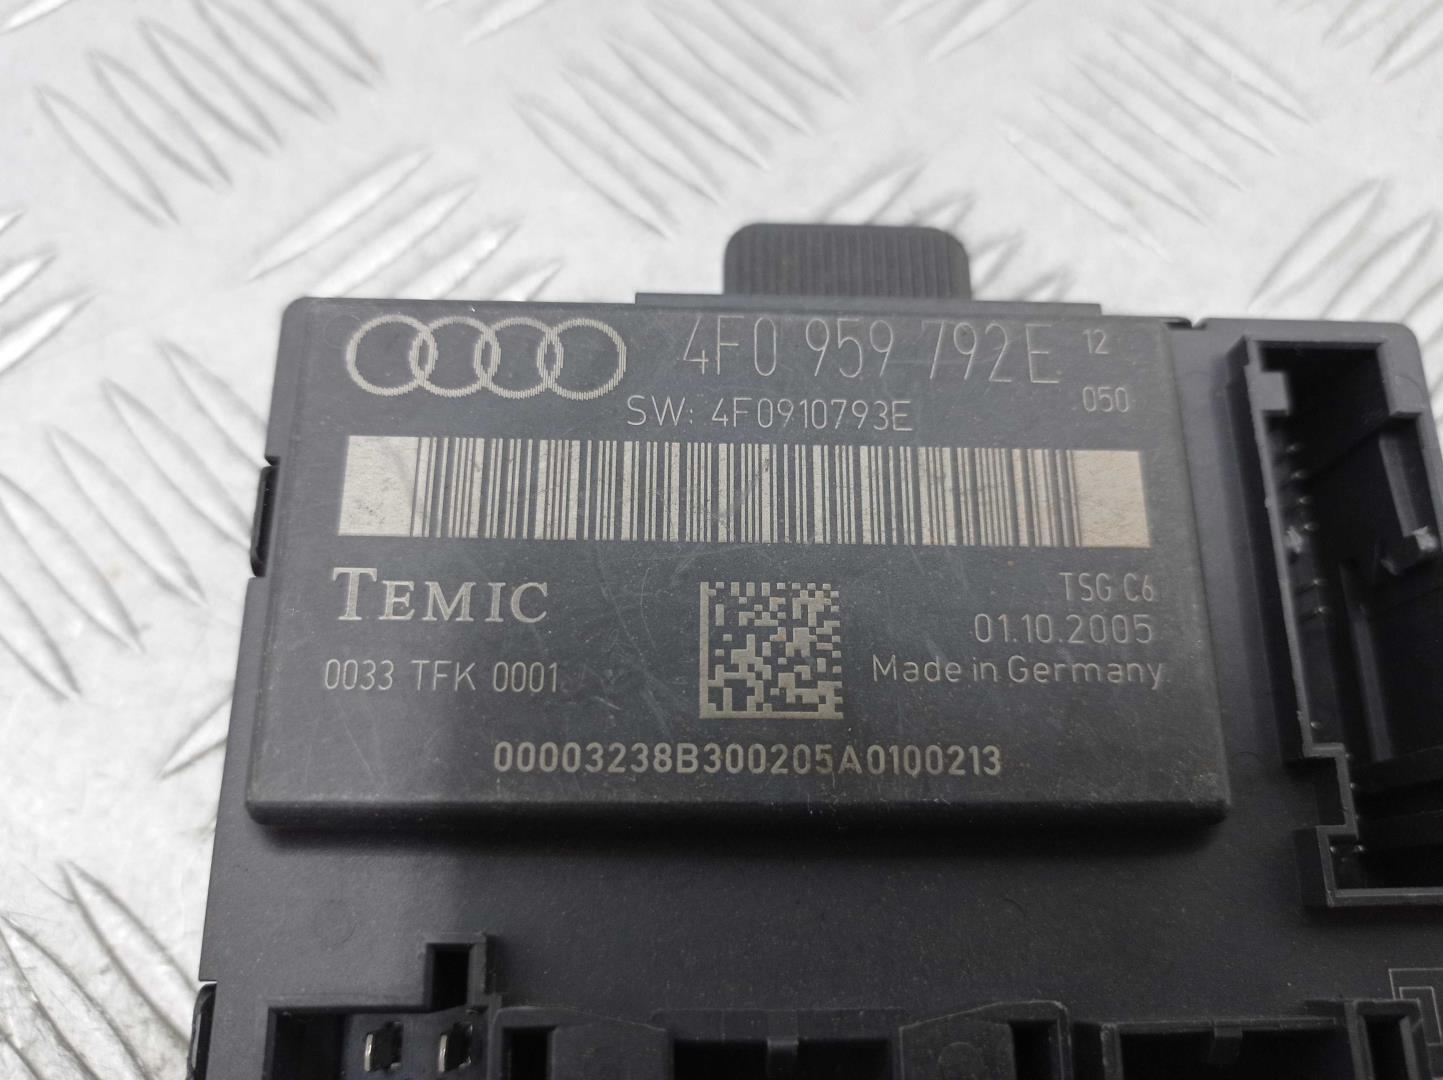 4F0 959 792E 12
SW: 4F0910793E 050
TEMIC
TSG C6
01.10.2005
0033 TFK 0001
Made in Germany
00003238B300205A0100213